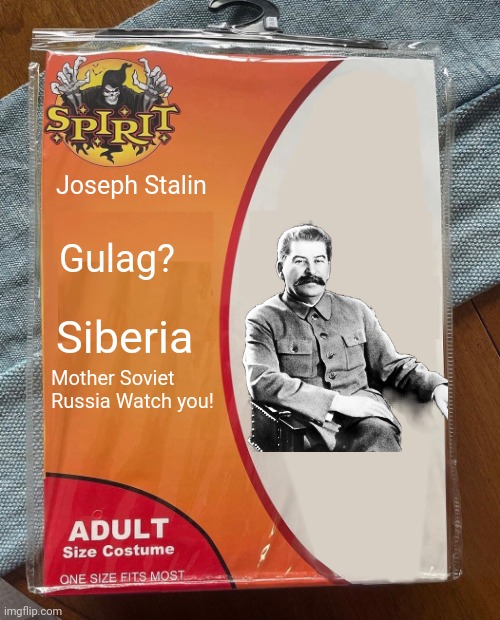 SPIRIT
Joseph Stalin
Gulag?
Siberia
Mother Soviet
Russia Watch you!
ADULT
Size Costume
ONE SIZE FITS MOST
imgflip.com